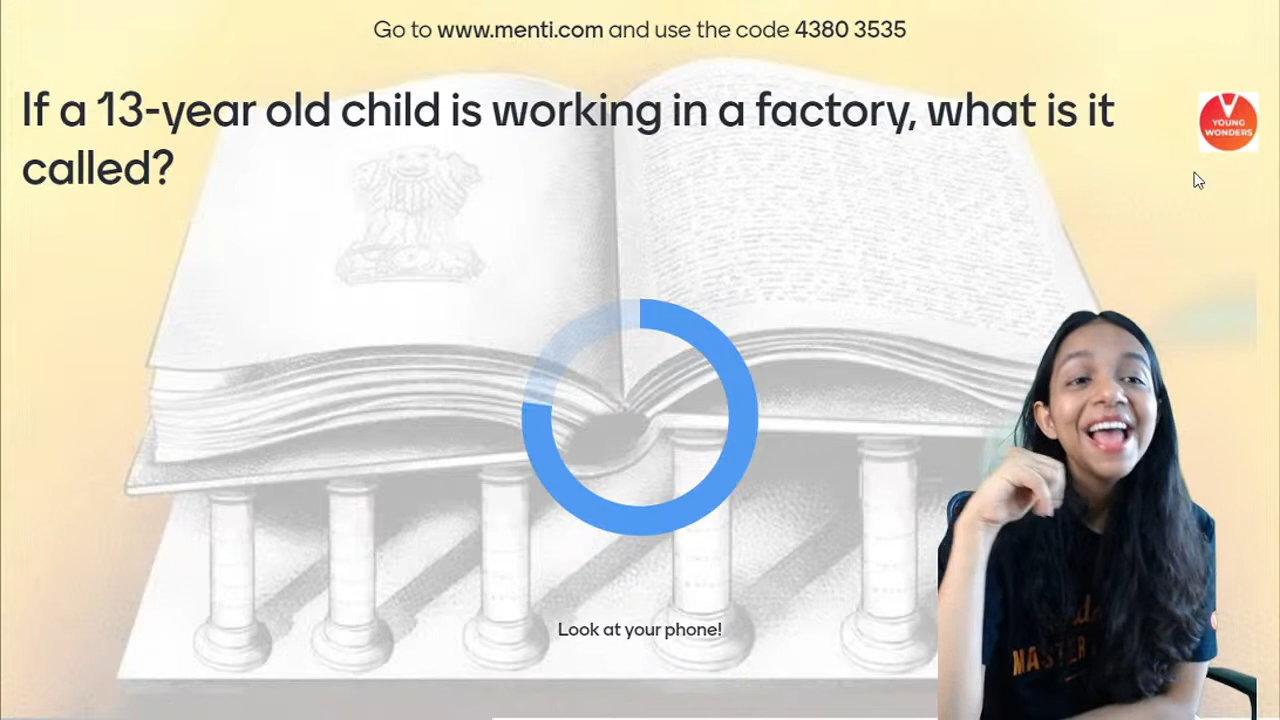 Go to www.menti.com and use the code 4380 3535
If a 13-year old child is working in a factory, what is it
called?
V
YOUNG
WONDERS
Look at your phone!